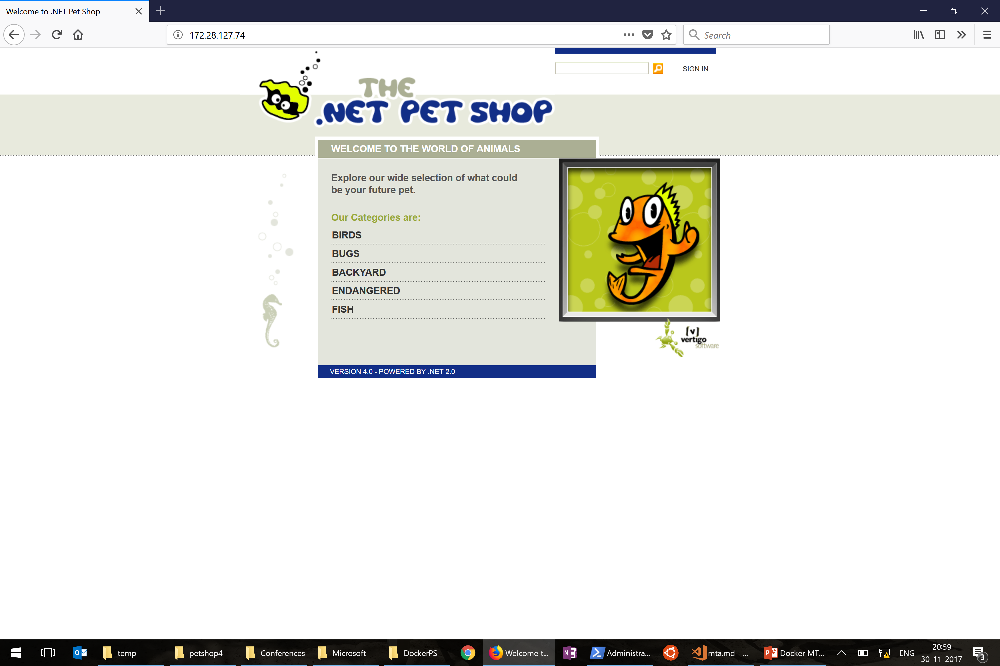 Welcome to .NET Pet Shop
172.28.127.74
Search
SIGN IN
THE
.NET PET SHOP
WELCOME TO THE WORLD OF ANIMALS
Explore our wide selection of what could
be your future pet.
Our Categories are:
BIRDS
BUGS
BACKYARD
ENDANGERED
FISH
[v]
vertigo
software
VERSION 4.0 - POWERED BY .NET 2.0
temp
petshop4
Conferences
Microsoft
DockerPS
Welcome t...
Administra...
mta.md - ...
Docker MT...
ENG
20:59
30-11-2017
3